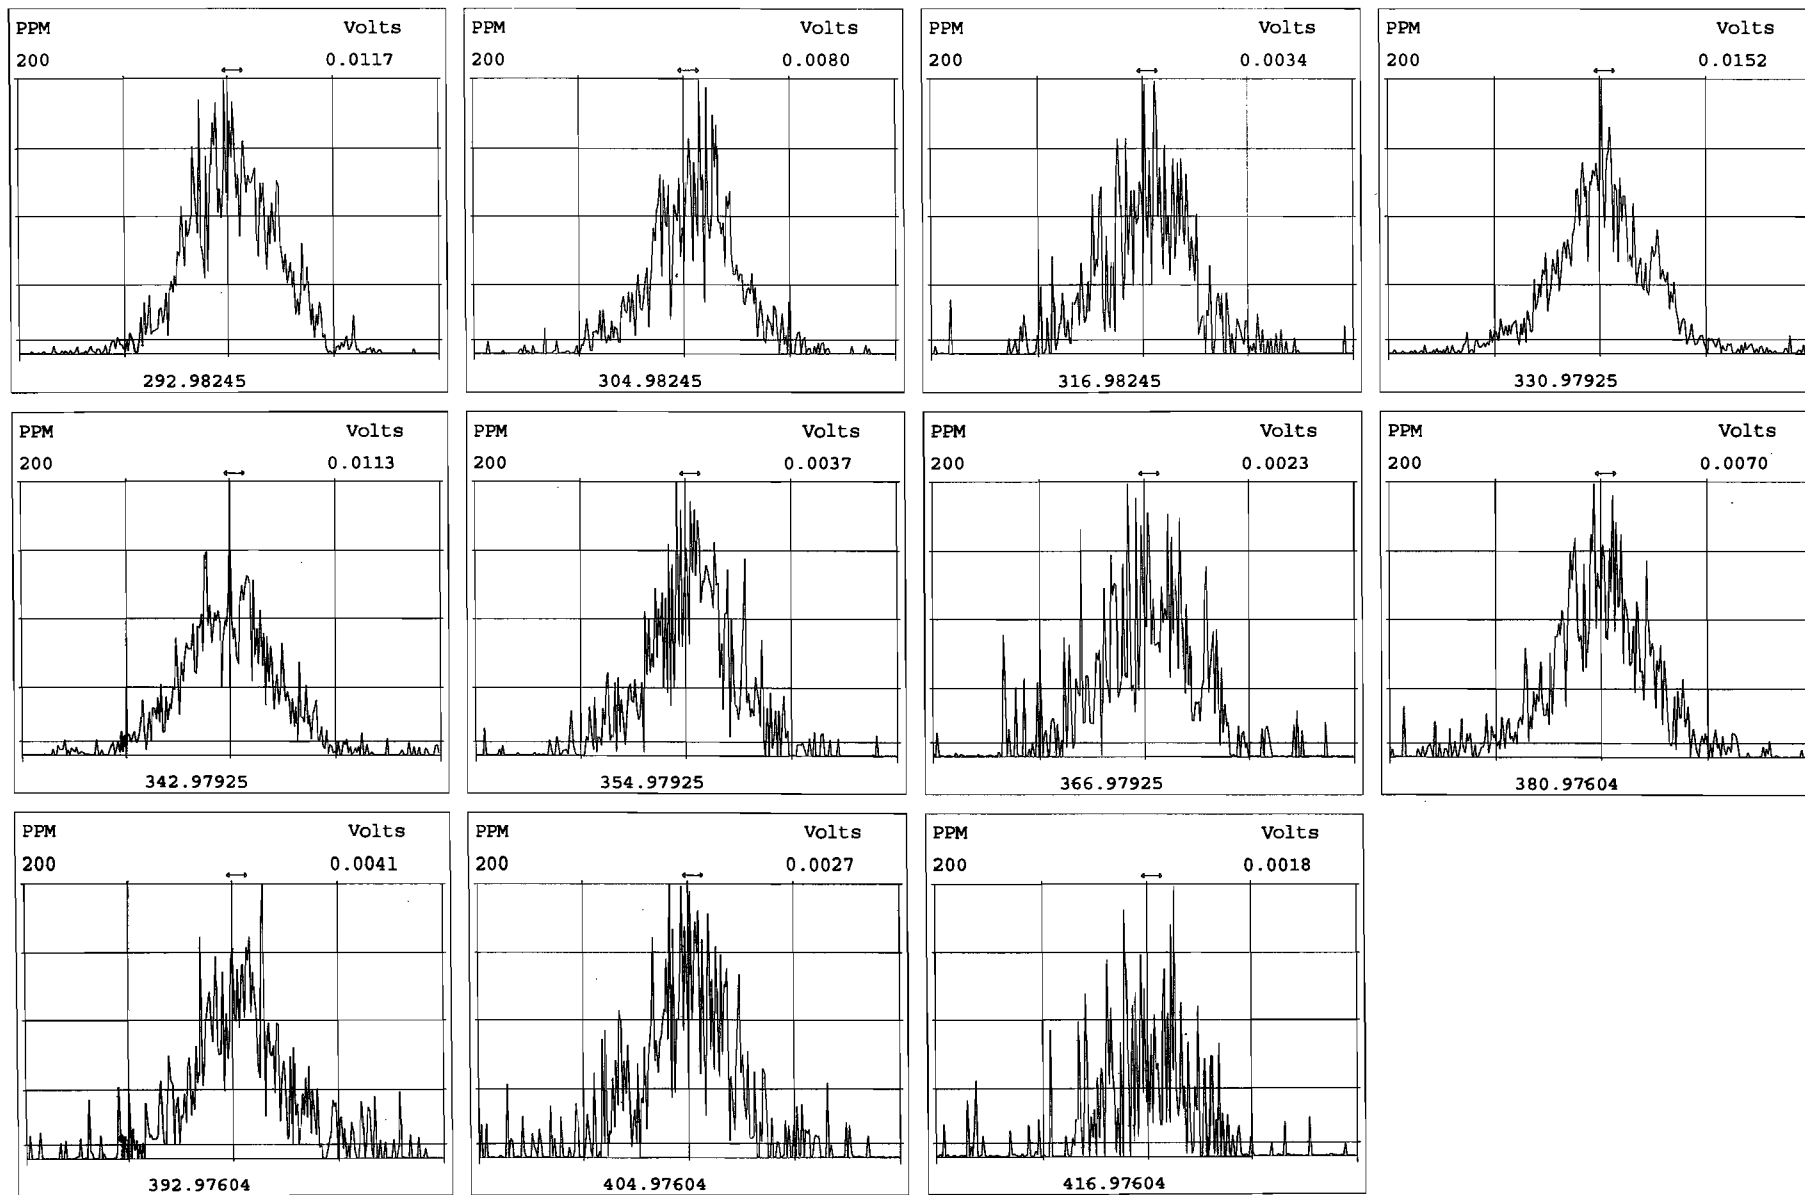 PPM Volts
200 0.0117
292.98245
PPM Volts
200 0.0080
304.98245
PPM Volts
200 0.0034
316.98245
PPM Volts
200 0.0152
330.97925
PPM Volts
200 0.0113
342.97925
PPM Volts
200 0.0037
354.97925
PPM Volts
200 0.0023
366.97925
PPM Volts
200 0.0070
380.97604
PPM Volts
200 0.0041
392.97604
PPM Volts
200 0.0027
404.97604
PPM Volts
200 0.0018
416.97604